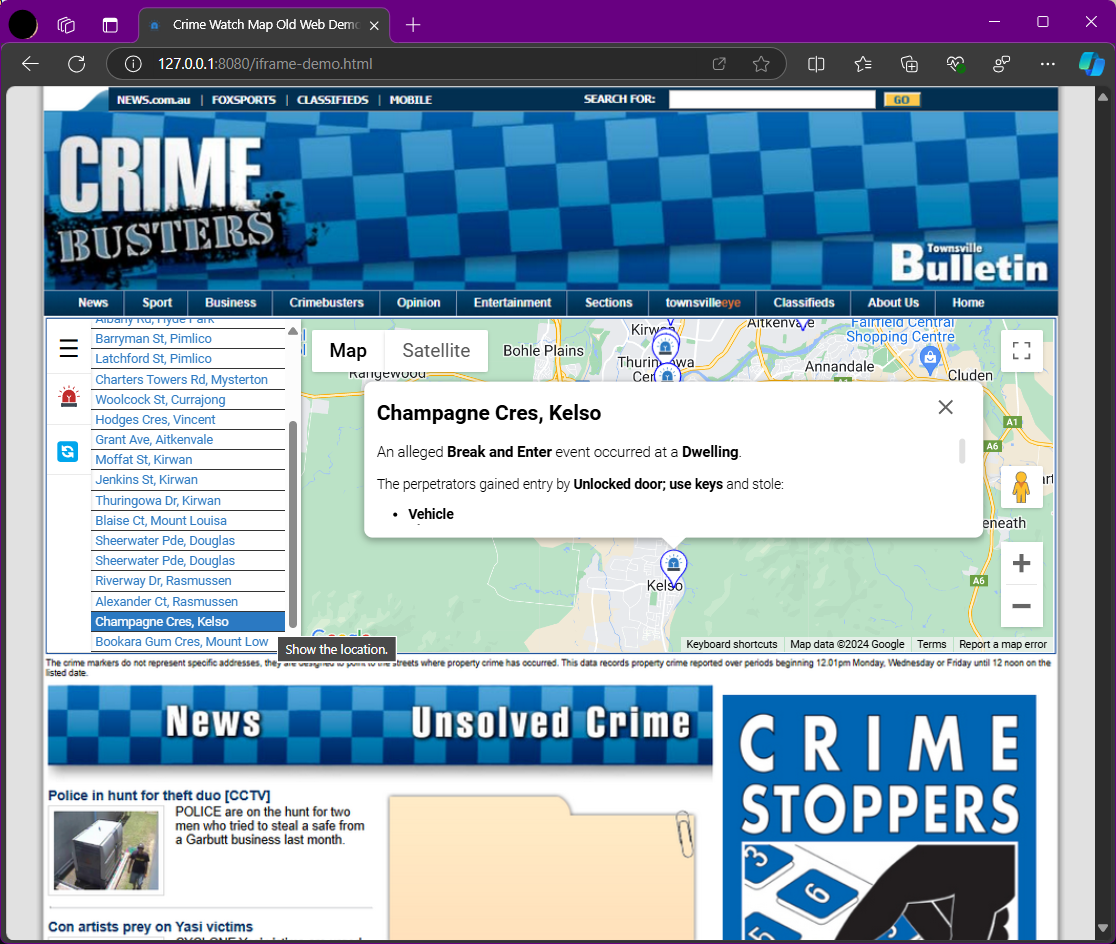 Crime Watch Map Old Web Demo
127.0.0.1:8080/iframe-demo.html
NEWS.com.au | FOXSPORTS | CLASSIFIEDS | MOBILE
SEARCH FOR:
GO
CRIME
BUSTERS
Townsville
Bulletin
News
Sport
Business
Crimebusters
Opinion
Entertainment
Sections
townsvilleeye
Classifieds
About Us
Home
Albany Rd, Hyde Park
Barryman St, Pimlico
Latchford St, Pimlico
Charters Towers Rd, Mysterton
Woolcock St, Currajong
Hodges Cres, Vincent
Grant Ave, Aitkenvale
Moffat St, Kirwan
Jenkins St, Kirwan
Thuringowa Dr, Kirwan
Blaise Ct, Mount Louisa
Sheerwater Pde, Douglas
Sheerwater Pde, Douglas
Riverway Dr, Rasmussen
Alexander Ct, Rasmussen
Champagne Cres, Kelso
Bookara Gum Cres, Mount Low
Show the location.
Map
Satellite
Rangewood
Bohle Plains
Kirwan
Thuringowa
Aitkenvale
Fairfield Central
Shopping Centre
Annandale
Cluden
A1
A6
Champagne Cres, Kelso
An alleged Break and Enter event occurred at a Dwelling.
The perpetrators gained entry by Unlocked door; use keys and stole:
• Vehicle
Kelso
A6
Google
Keyboard shortcuts
Map data ©2024 Google
Terms
Report a map error
The crime markers do not represent specific addresses, they are designed to point to the streets where property crime has occurred. This data records property crime reported over periods beginning 12.01pm Monday, Wednesday or Friday until 12 noon on the
listed date.
News
Unsolved Crime
Police in hunt for theft duo [CCTV]
POLICE are on the hunt for two
men who tried to steal a safe from
a Garbutt business last month.
Con artists prey on Yasi victims
CRIME
STOPPERS
3
6
5